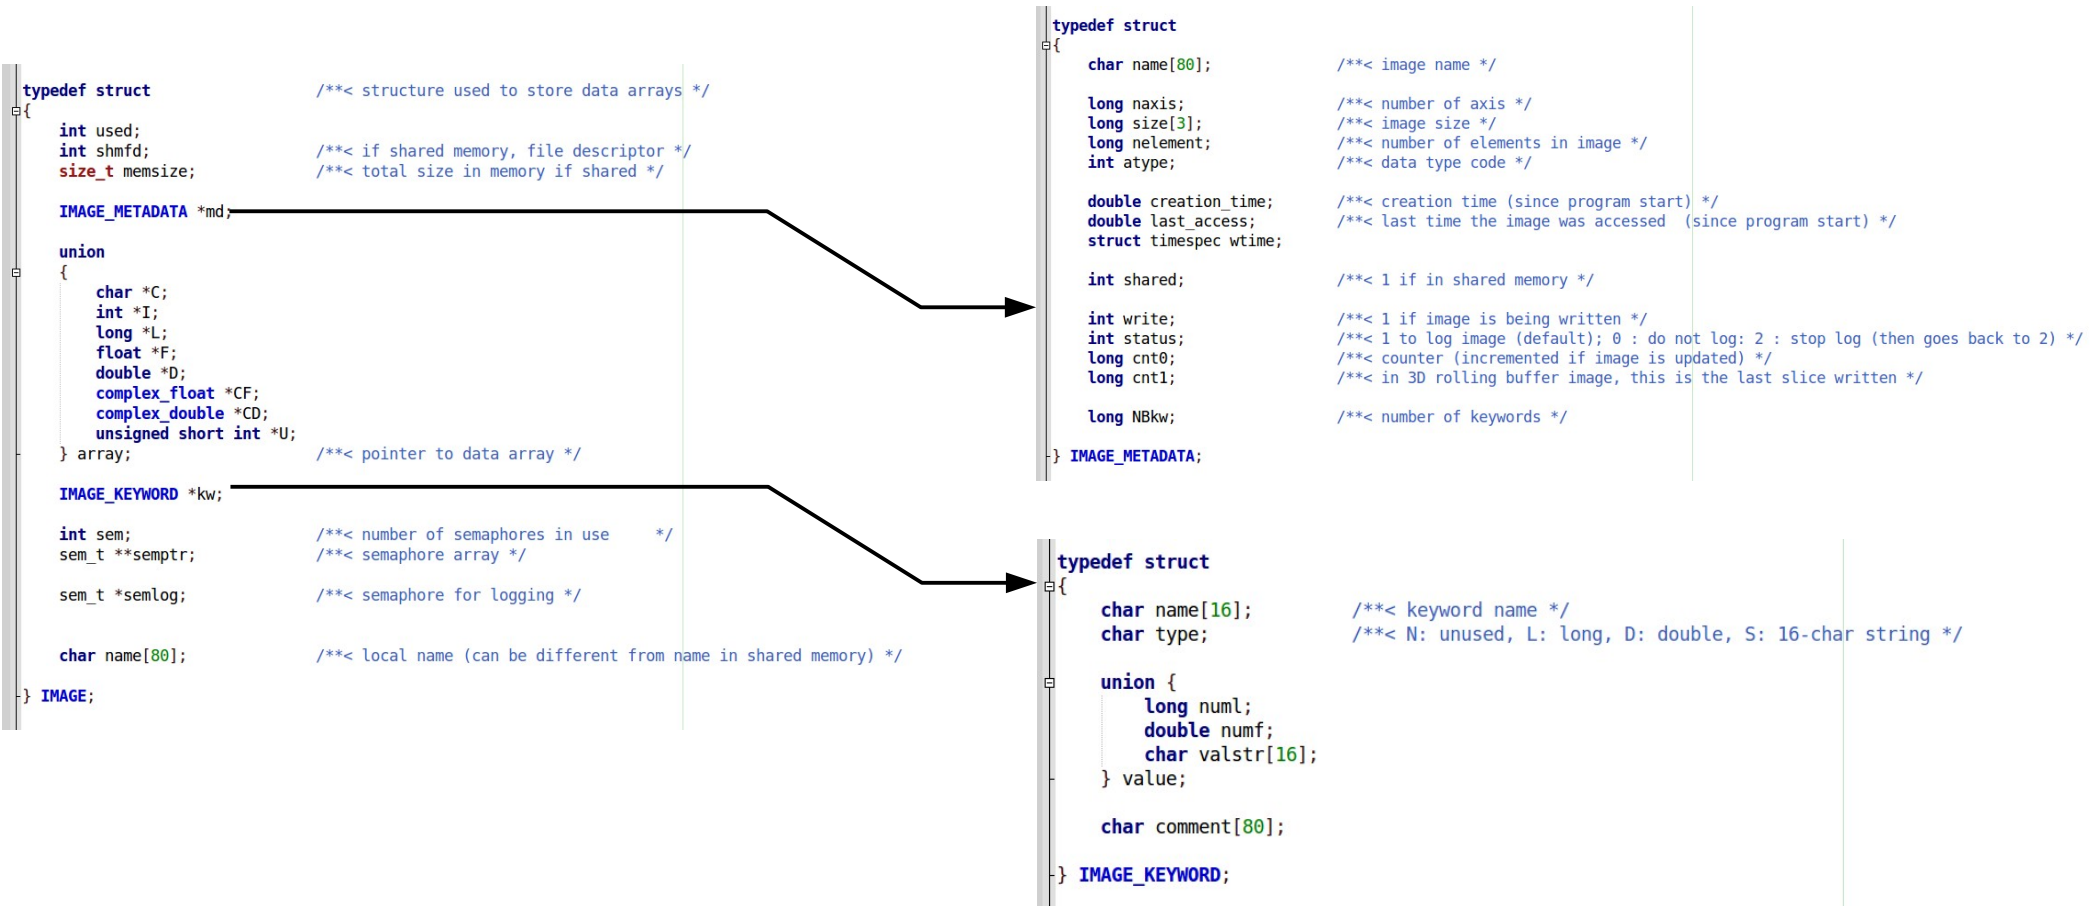 typedef struct /**< structure used to store data arrays */
{
int used;
int shmfd; /**< if shared memory, file descriptor */
size_t memsize; /**< total size in memory if shared */
IMAGE_METADATA *md;
union
{
char *C;
int *I;
long *L;
float *F;
double *D;
complex_float *CF;
complex_double *CD;
unsigned short int *U;
} array; /**< pointer to data array */
IMAGE_KEYWORD *kw;
int sem; /**< number of semaphores in use */
sem_t **semptr; /**< semaphore array */
sem_t *semlog; /**< semaphore for logging */
char name[80]; /**< local name (can be different from name in shared memory) */
} IMAGE;
typedef struct
{
char name[80]; /**< image name */
long naxis; /**< number of axis */
long size[3]; /**< image size */
long nelement; /**< number of elements in image */
int atype; /**< data type code */
double creation_time; /**< creation time (since program start) */
double last_access; /**< last time the image was accessed (since program start) */
struct timespec wtime;
int shared; /**< 1 if in shared memory */
int write; /**< 1 if image is being written */
int status; /**< 1 to log image (default); 0 : do not log: 2 : stop log (then goes back to 2) */
long cnt0; /**< counter (incremented if image is updated) */
long cnt1; /**< in 3D rolling buffer image, this is the last slice written */
long NBkw; /**< number of keywords */
} IMAGE_METADATA;
typedef struct
{
char name[16]; /**< keyword name */
char type; /**< N: unused, L: long, D: double, S: 16-char string */
union {
long numl;
double numf;
char valstr[16];
} value;
char comment[80];
} IMAGE_KEYWORD;